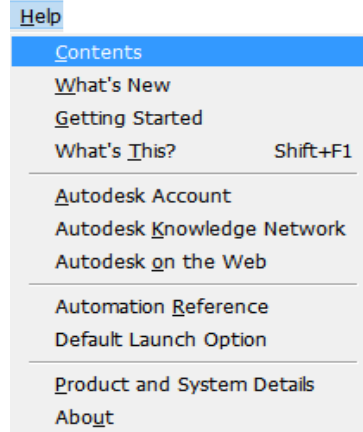 Help
Contents
What's New
Getting Started
What's This? Shift+F1
Autodesk Account
Autodesk Knowledge Network
Autodesk on the Web
Automation Reference
Default Launch Option
Product and System Details
About